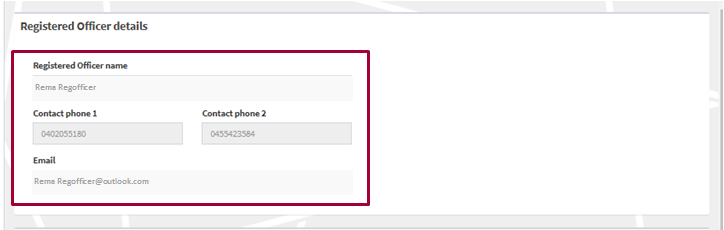 Registered Officer details
Registered Officer name
Rema Regofficer
Contact phone 1 Contact phone 2
0402055180 0455423584
Email
Rema Regofficer@outlook.com